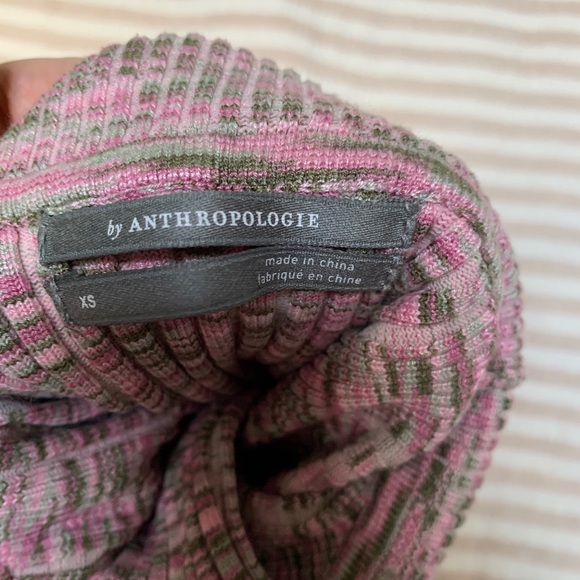 by ANTHROPOLOGIE
made in china
fabriqué en chine
XS